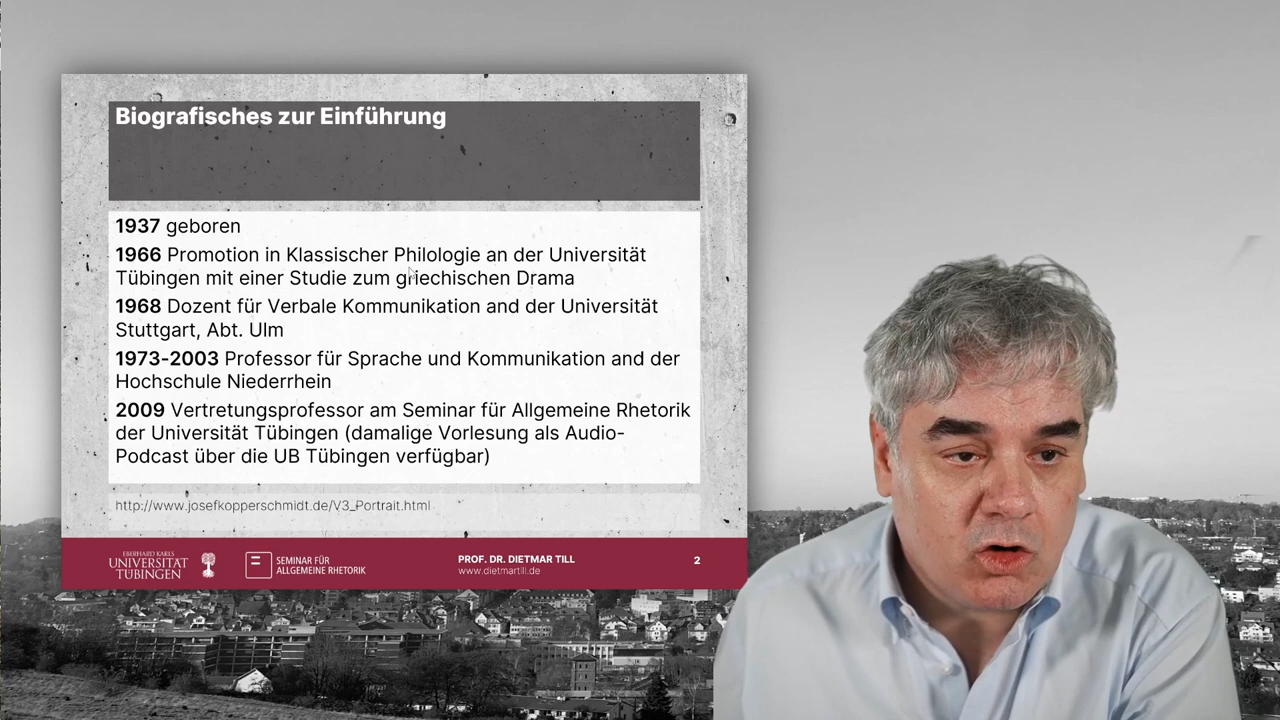 Biografisches zur Einführung
1937 geboren
1966 Promotion in Klassischer Philologie an der Universität
Tübingen mit einer Studie zum griechischen Drama
1968 Dozent für Verbale Kommunikation and der Universität
Stuttgart, Abt. Ulm
1973-2003 Professor für Sprache und Kommunikation and der
Hochschule Niederrhein
2009 Vertretungsprofessor am Seminar für Allgemeine Rhetorik
der Universität Tübingen (damalige Vorlesung als Audio-
Podcast über die UB Tübingen verfügbar)
http://www.josefkopperschmidt.de/V3_Portrait.html
EBERHARD KARLS
UNIVERSITÄT
TÜBINGEN
SEMINAR FÜR
ALLGEMEINE RHETORIK
PROF. DR. DIETMAR TILL
www.dietmartill.de
2